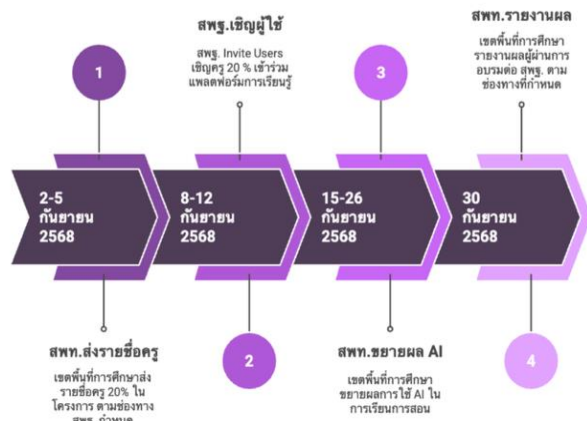 1
สพฐ.เชิญผู้ใช้
สพฐ. Invite Users
เชิญครู 20 % เข้าร่วม
แพลตฟอร์มการเรียนรู้
3
สพท.รายงานผล
เขตพื้นที่การศึกษา
รายงานผลผู้ผ่านการ
อบรมต่อ สพฐ. ตาม
ช่องทางที่กำหนด
2-5
กันยายน
2568
8-12
กันยายน
2568
15-26
กันยายน
2568
30
กันยายน
2568
สพท.ส่งรายชื่อครู
เขตพื้นที่การศึกษาส่ง
รายชื่อครู 20% ใน
โครงการ ตามช่องทาง
สพฐ. กำหนด
2
สพท.ขยายผล AI
เขตพื้นที่การศึกษา
ขยายผลการใช้ AI ใน
การเรียนการสอน
4